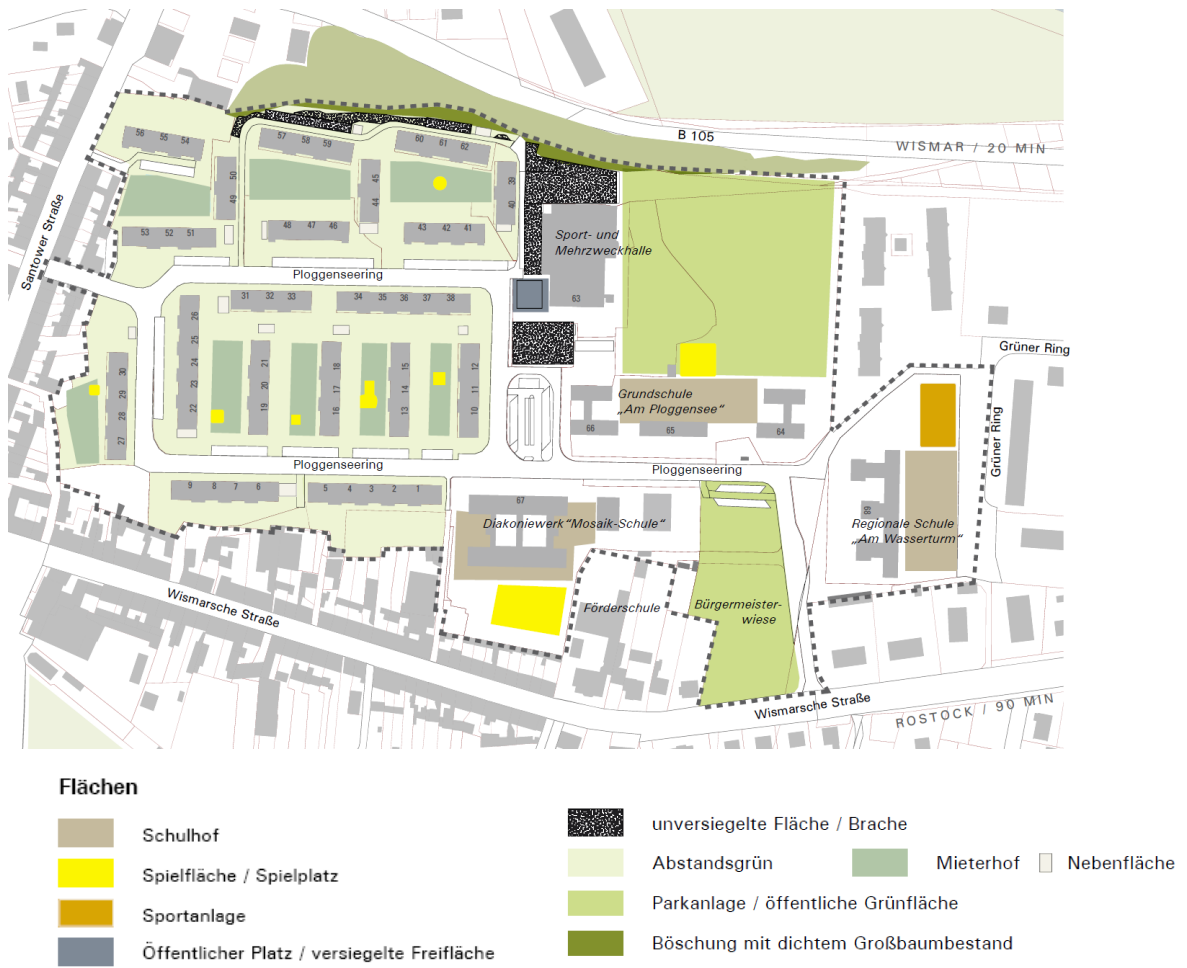 B 105
WISMAR / 20 MIN
56 55 54
57 58 59
60 61 62
50
49
45
44
39
40
Santower Straße
53 52 51
48 47 46
43 42 41
Sport- und
Mehrzweckhalle
63
Ploggenseering
31 32 33
34 35 36 37 38
26
25
24
23
22
21
20
19
18
17
16
15
14
13
12
11
10
30
29
28
27
Grüner Ring
Grüner Ring
Grundschule
„Am Ploggensee“
66
65
64
Ploggenseering
Ploggenseering
9 8 7 6
5 4 3 2 1
67
Diakoniewerk“Mosaik-Schule“
89
Regionale Schule
„Am Wasserturm“
Förderschule
Bürgermeister-
wiese
Wismarsche Straße
Wismarsche Straße
ROSTOCK / 90 MIN
Flächen
Schulhof
Spielfläche / Spielplatz
Sportanlage
Öffentlicher Platz / versiegelte Freifläche
unversiegelte Fläche / Brache
Abstandsgrün
Mieterhof
Nebenfläche
Parkanlage / öffentliche Grünfläche
Böschung mit dichtem Großbaumbestand